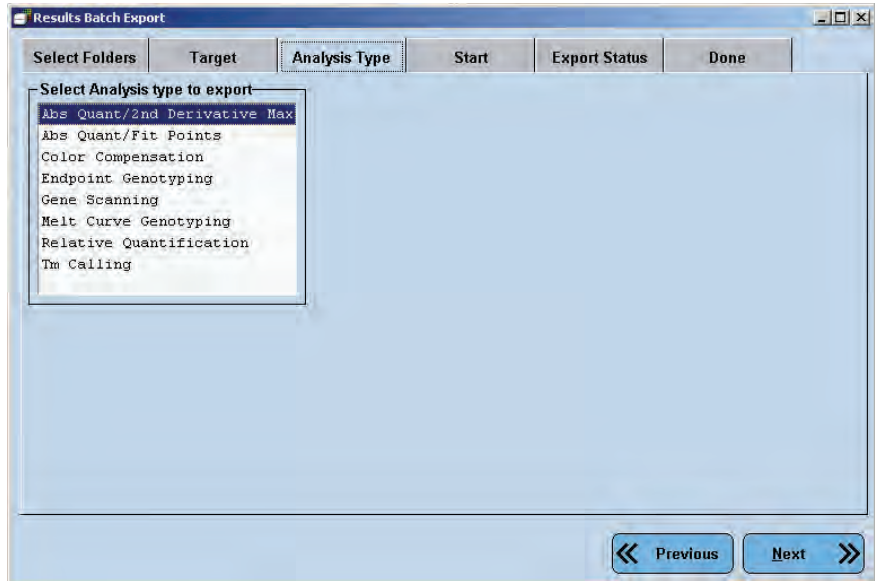 Results Batch Export
Select Folders Target Analysis Type Start Export Status Done
Select Analysis type to export
Abs Quant/2nd Derivative Max
Abs Quant/Fit Points
Color Compensation
Endpoint Genotyping
Gene Scanning
Melt Curve Genotyping
Relative Quantification
Tm Calling
Previous Next